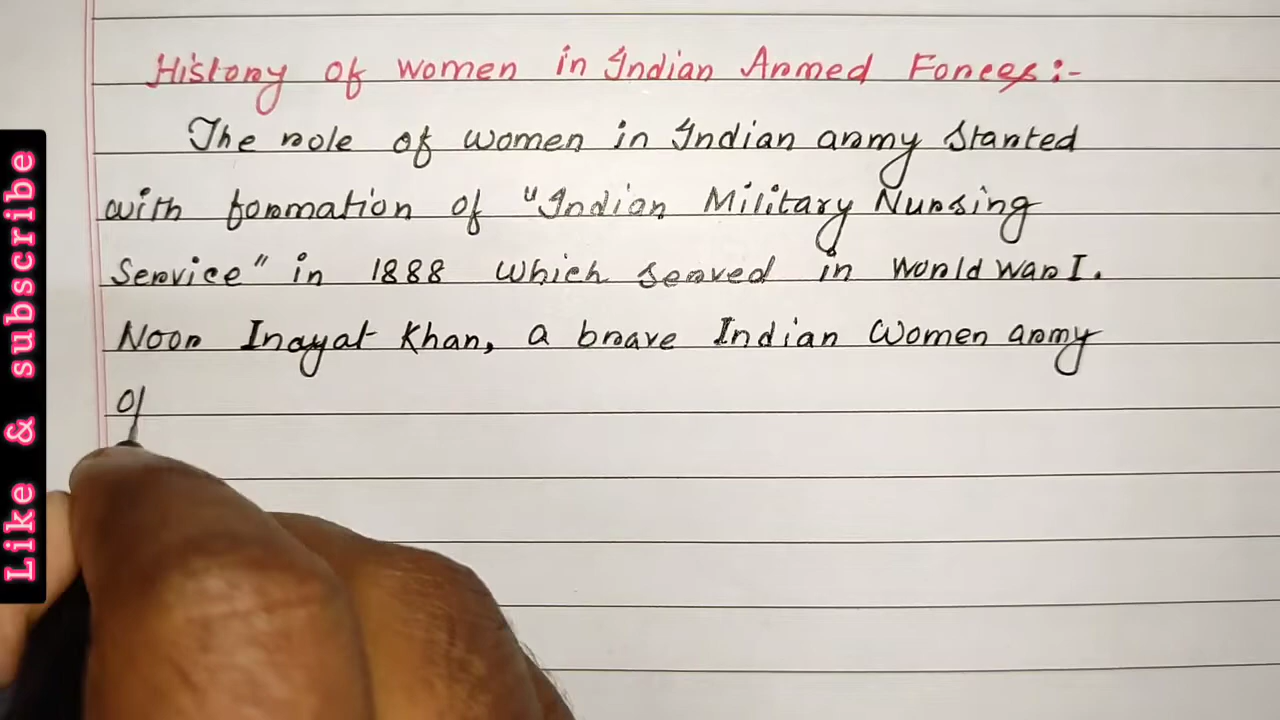 Like & subscribe
History of women in Indian Armed Forces:-
The role of women in Indian army started
with formation of "Indian Military Nursing
Service" in 1888 which served in World War I.
Noor Inayat Khan, a brave Indian Women army
of